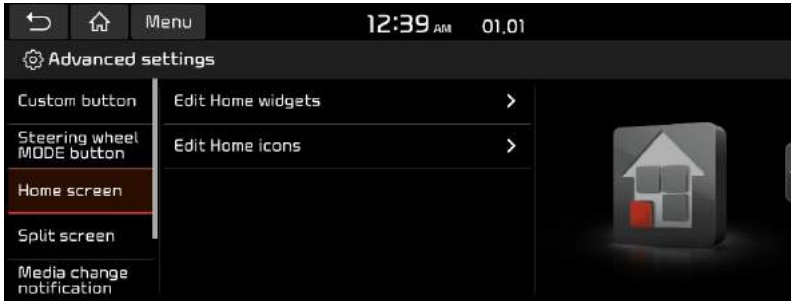 Menu
12:39 AM 01.01
Advanced settings
Custom button
Edit Home widgets
Steering wheel
MODE button
Edit Home icons
Home screen
Split screen
Media change
notification